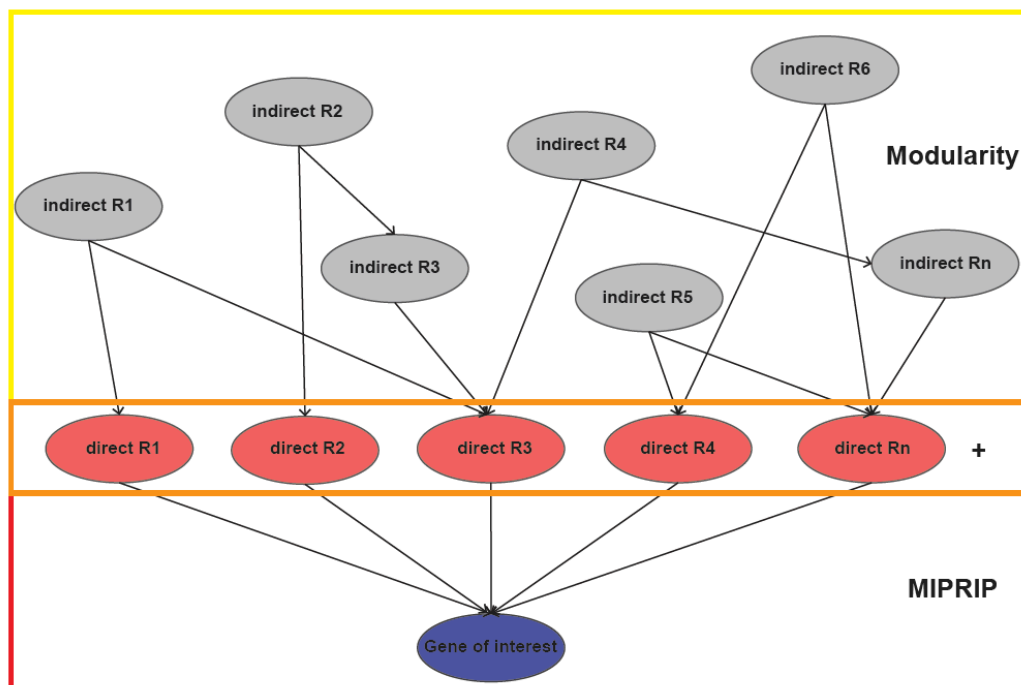 indirect R6
indirect R2
indirect R4
Modularity
indirect R1
indirect R3
indirect Rn
indirect R5
direct R1
direct R2
direct R3
direct R4
direct Rn
+
MIPRIP
Gene of interest